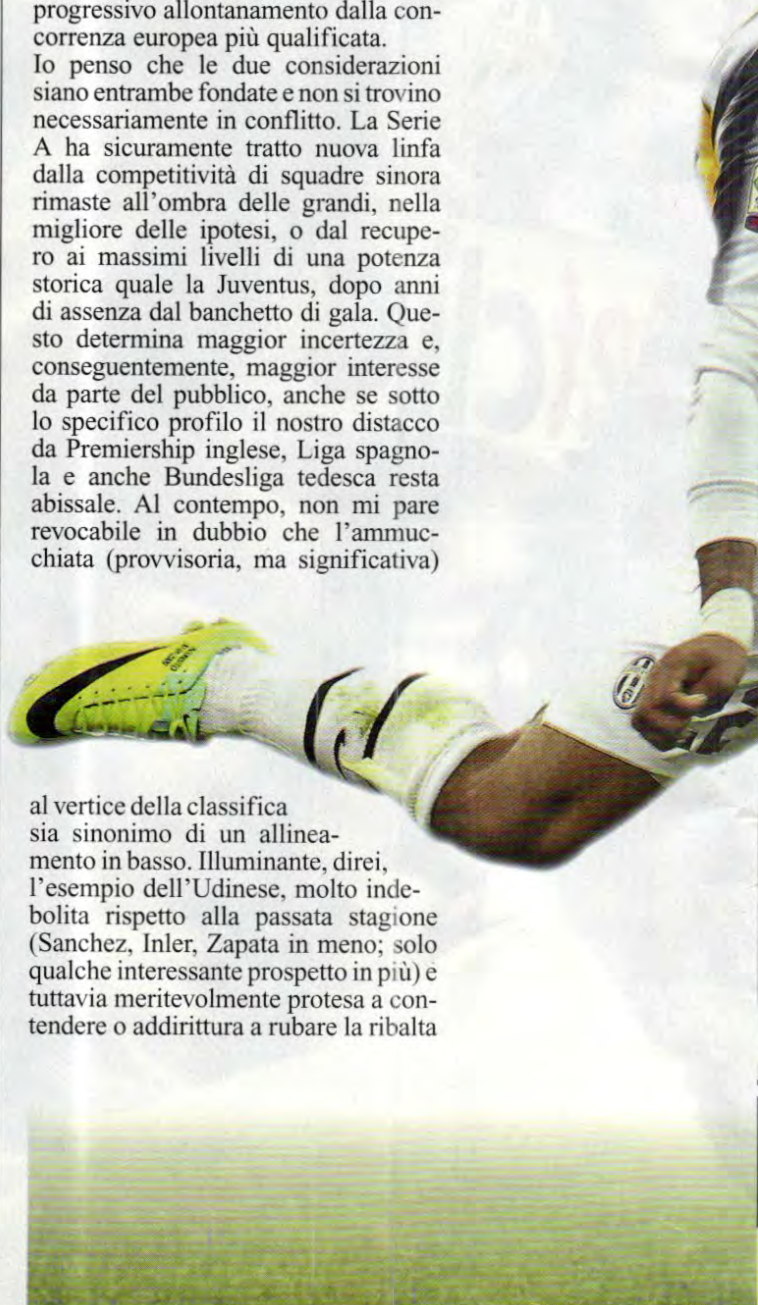 progressivo allontanamento dalla con-
correnza europea più qualificata.
Io penso che le due considerazioni
siano entrambe fondate e non si trovino
necessariamente in conflitto. La Serie
A ha sicuramente tratto nuova linfa
dalla competitività di squadre sinora
rimaste all'ombra delle grandi, nella
migliore delle ipotesi, o dal recupe-
ro ai massimi livelli di una potenza
storica quale la Juventus, dopo anni
di assenza dal banchetto di gala. Que-
sto determina maggior incertezza e,
conseguentemente, maggior interesse
da parte del pubblico, anche se sotto
lo specifico profilo il nostro distacco
da Premiership inglese, Liga spagno-
la e anche Bundesliga tedesca resta
abissale. Al contempo, non mi pare
revocabile in dubbio che l'ammuc-
chiata (provvisoria, ma significativa)
al vertice della classifica
sia sinonimo di un allinea-
mento in basso. Illuminante, direi,
l'esempio dell'Udinese, molto inde-
bolita rispetto alla passata stagione
(Sanchez, Inler, Zapata in meno; solo
qualche interessante prospetto in più) e
tuttavia meritevolmente protesa a con-
tendere o addirittura a rubare la ribalta